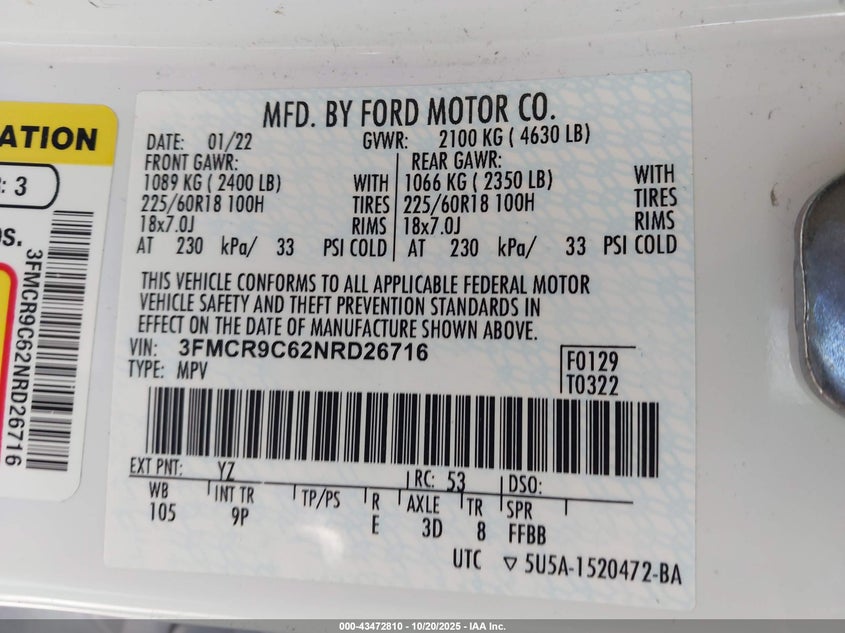 ATION
R: 3
os.
3FMCR9C62NRD26716
MFD. BY FORD MOTOR CO.
DATE: 01/22 GVWR: 2100 KG ( 4630 LB)
FRONT GAWR: REAR GAWR:
1089 KG ( 2400 LB) WITH 1066 KG ( 2350 LB) WITH
225/60R18 100H TIRES 225/60R18 100H TIRES
18x7.0J RIMS 18x7.0J RIMS
AT 230 kPa/ 33 PSI COLD AT 230 kPa/ 33 PSI COLD
THIS VEHICLE CONFORMS TO ALL APPLICABLE FEDERAL MOTOR
VEHICLE SAFETY AND THEFT PREVENTION STANDARDS IN
EFFECT ON THE DATE OF MANUFACTURE SHOWN ABOVE.
VIN: 3FMCR9C62NRD26716
TYPE: MPV
F0129
T0322
EXT PNT: YZ RC: 53 DSO:
WB INT TR TP/PS R AXLE TR SPR
105 9P E 3D 8 FFBB
UTC ▽ 5U5A-1520472-BA
000-43472810 - 10/20/2025 - IAA Inc.